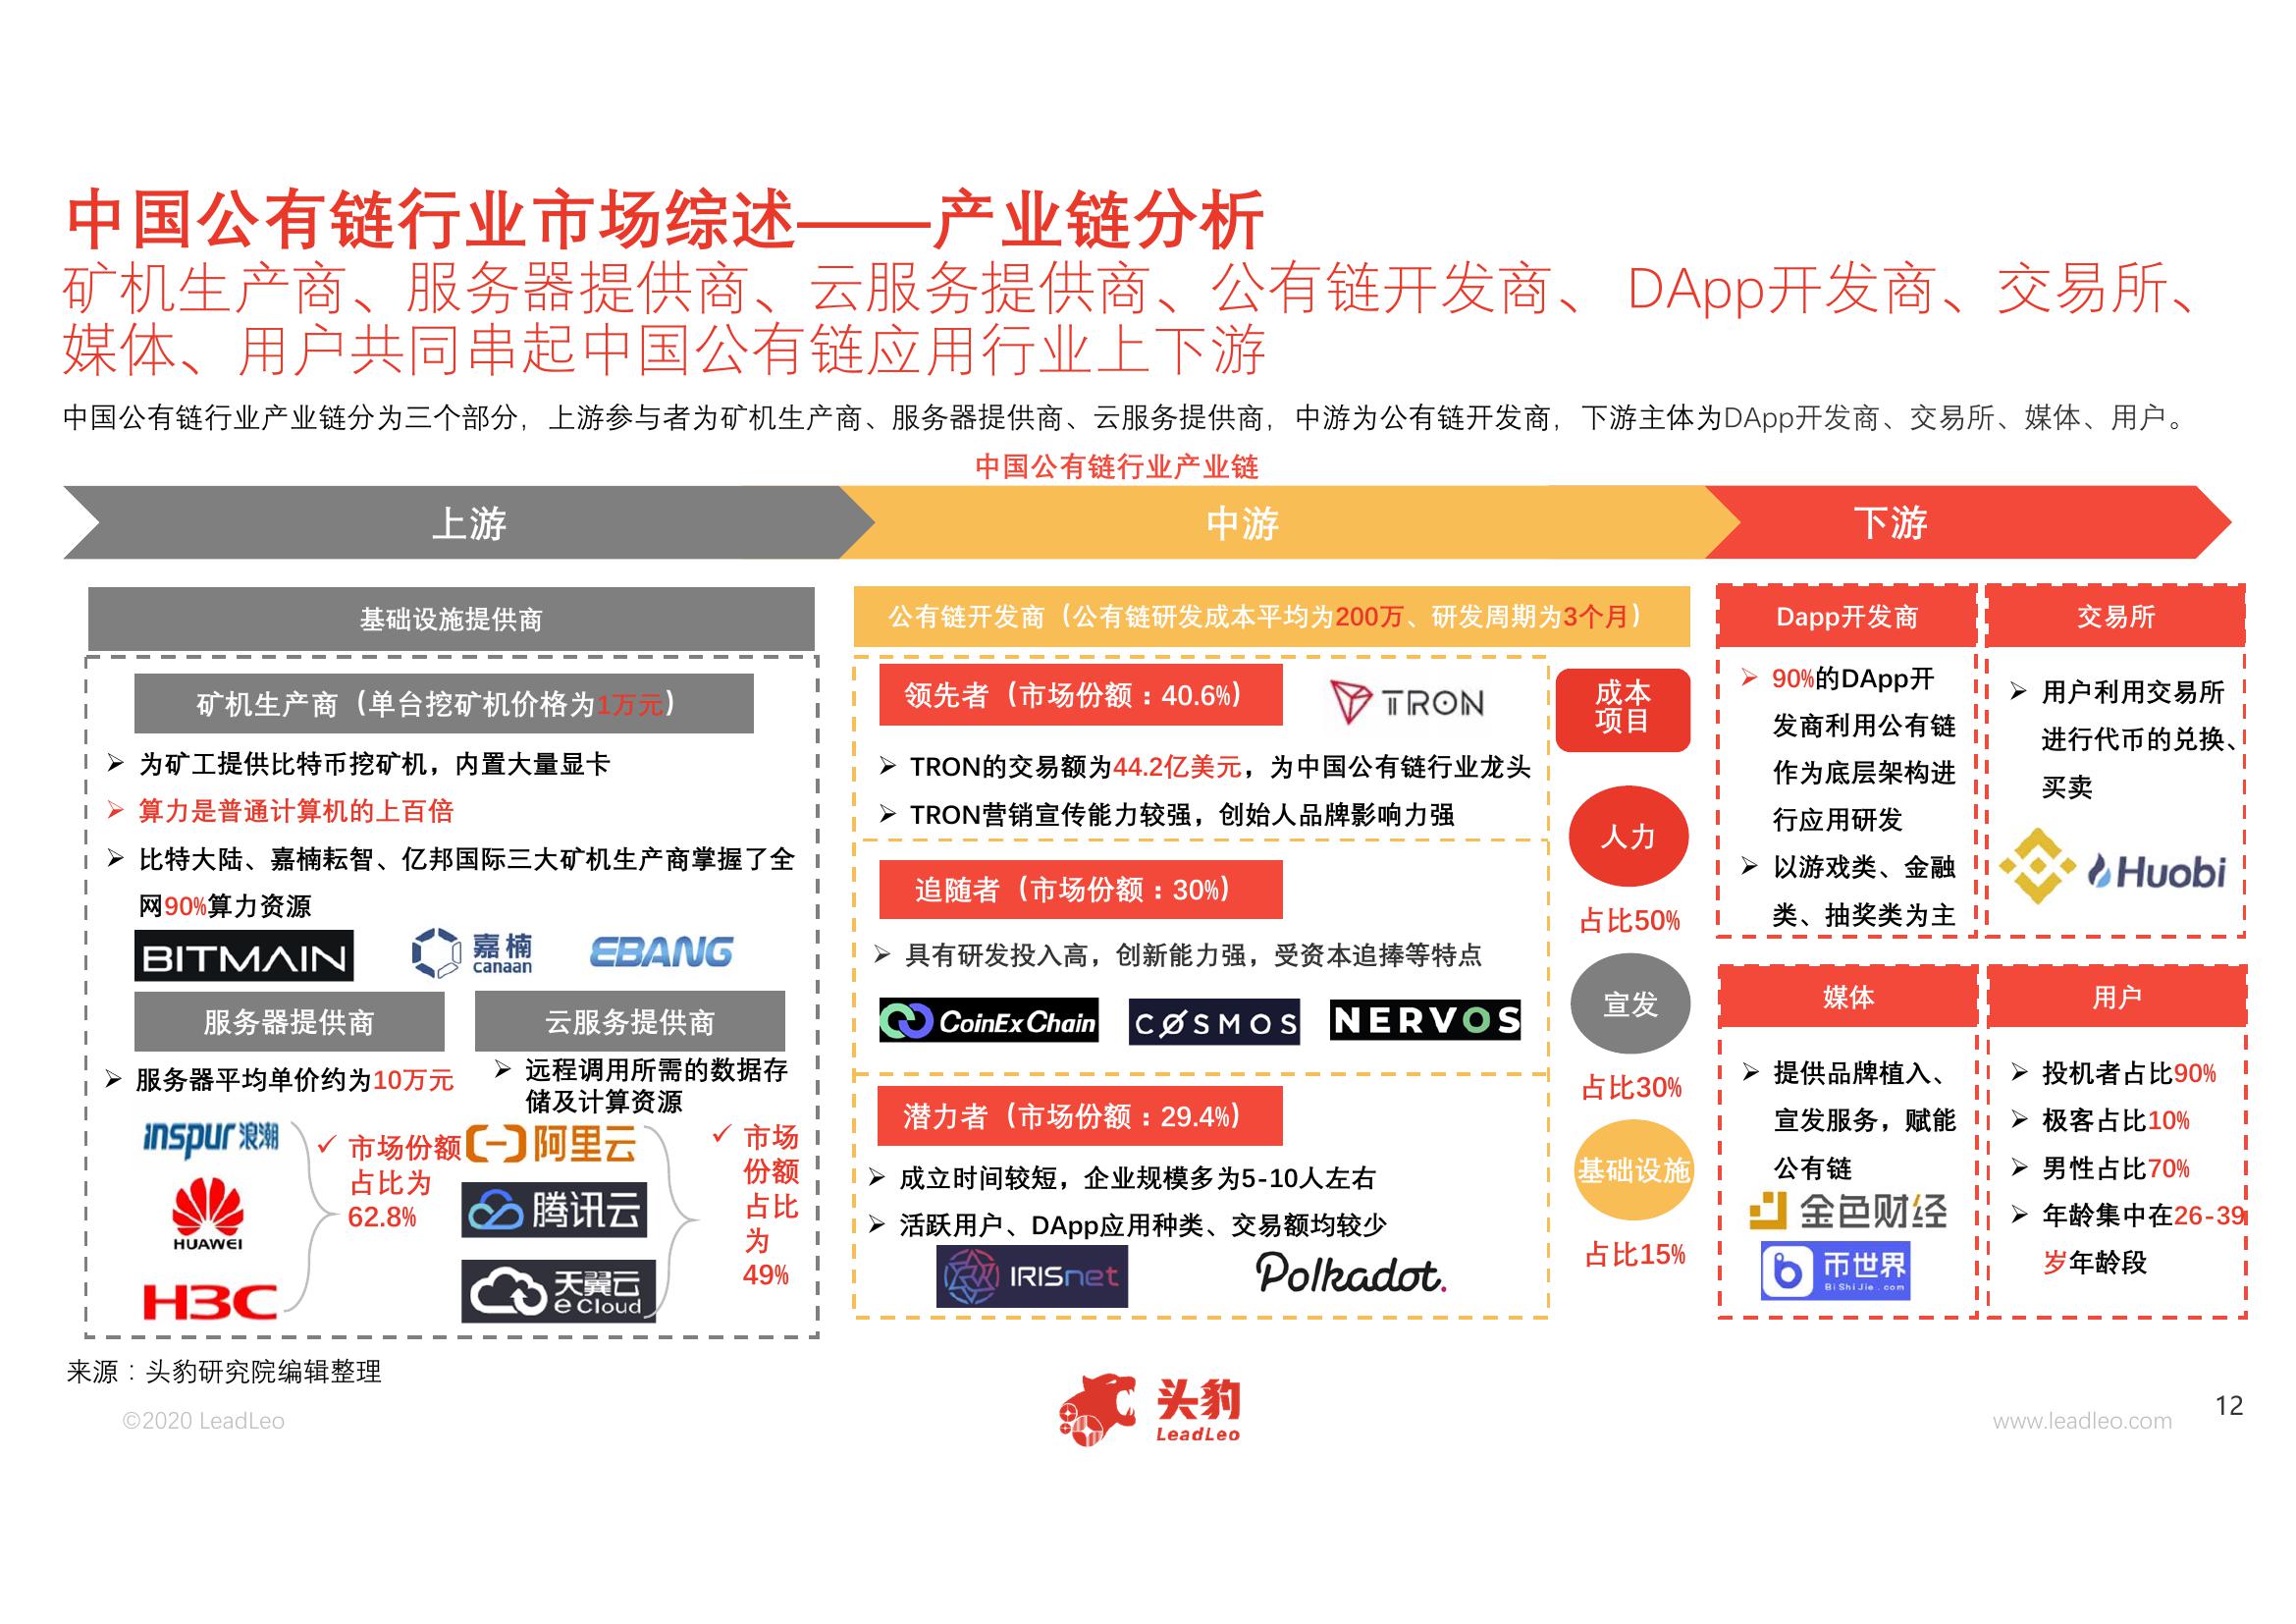 中国公有链行业市场综述——产业链分析
矿机生产商、服务器提供商、云服务提供商、公有链开发商、 DApp开发商、交易所、
媒体、用户共同串起中国公有链应用行业上下游
中国公有链行业产业链分为三个部分，上游参与者为矿机生产商、服务器提供商、云服务提供商，中游为公有链开发商，下游主体为DApp开发商、交易所、媒体、用户。
中国公有链行业产业链
上游
中游
下游
基础设施提供商
矿机生产商（单台挖矿机价格为1万元）
➢ 为矿工提供比特币挖矿机，内置大量显卡
➢ 算力是普通计算机的上百倍
➢ 比特大陆、嘉楠耘智、亿邦国际三大矿机生产商掌握了全
网90%算力资源
BITMAIN
嘉楠
canaan
EBANG
服务器提供商
➢ 服务器平均单价约为10万元
inspur 浪潮
HUAWEI
H3C
✓ 市场份额
占比为
62.8%
云服务提供商
➢ 远程调用所需的数据存
储及计算资源
阿里云
腾讯云
天翼云
e Cloud
✓ 市场
份额
占比
为
49%
公有链开发商（公有链研发成本平均为200万、研发周期为3个月）
领先者（市场份额：40.6%）
TRON
➢ TRON的交易额为44.2亿美元，为中国公有链行业龙头
➢ TRON营销宣传能力较强，创始人品牌影响力强
追随者（市场份额：30%）
➢ 具有研发投入高，创新能力强，受资本追捧等特点
CoinEx Chain
COSMOS
NERVOS
潜力者（市场份额：29.4%）
➢ 成立时间较短，企业规模多为5-10人左右
➢ 活跃用户、DApp应用种类、交易额均较少
IRISnet
Polkadot.
成本
项目
人力
占比50%
宣发
占比30%
基础设施
占比15%
Dapp开发商
➢ 90%的DApp开
发商利用公有链
作为底层架构进
行应用研发
➢ 以游戏类、金融
类、抽奖类为主
交易所
➢ 用户利用交易所
进行代币的兑换、
买卖
Huobi
媒体
➢ 提供品牌植入、
宣发服务，赋能
公有链
金色财经
币世界
BiShiJie.com
用户
➢ 投机者占比90%
➢ 极客占比10%
➢ 男性占比70%
➢ 年龄集中在26-39
岁年龄段
来源：头豹研究院编辑整理
©2020 LeadLeo
头豹
LeadLeo
www.leadleo.com
12